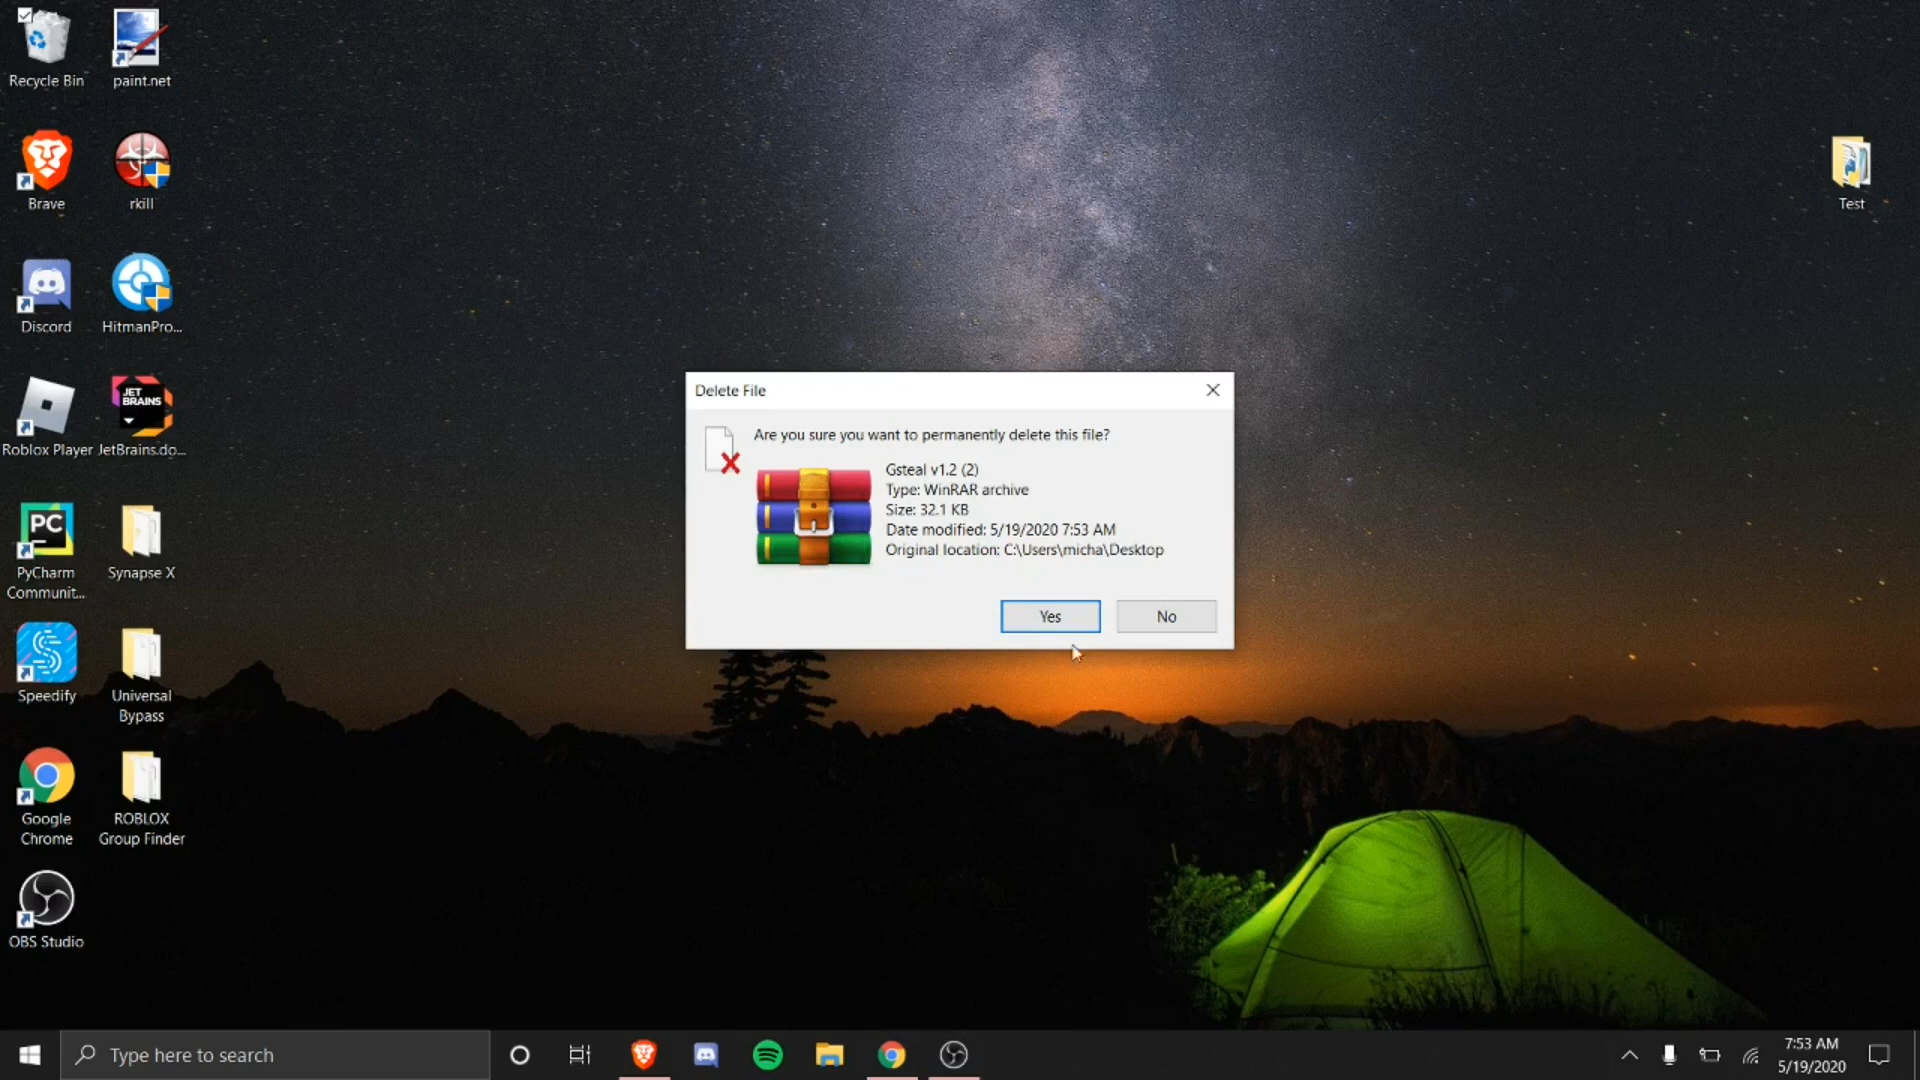 Recycle Bin
paint.net
Brave
rkill
Discord
HitmanPro...
Roblox Player
JET
BRAINS
JetBrains.do...
PC
PyCharm
Communit...
Synapse X
Speedify
Universal
Bypass
Google
Chrome
ROBLOX
Group Finder
OBS Studio
Test
Delete File
Are you sure you want to permanently delete this file?
Gsteal v1.2 (2)
Type: WinRAR archive
Size: 32.1 KB
Date modified: 5/19/2020 7:53 AM
Original location: C:\Users\micha\Desktop
Yes
No
Type here to search
7:53 AM
5/19/2020